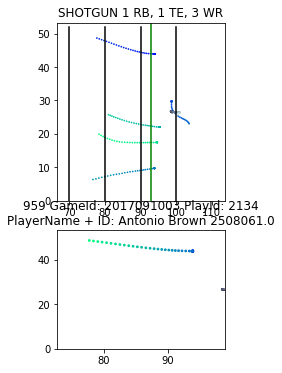 SHOTGUN 1 RB, 1 TE, 3 WR
50
40
30
20
10
0
70 80 90 100 110
959 GameId: 2017091003 PlayId: 2134
PlayerName + ID: Antonio Brown 2508061.0
40
20
0
80 90